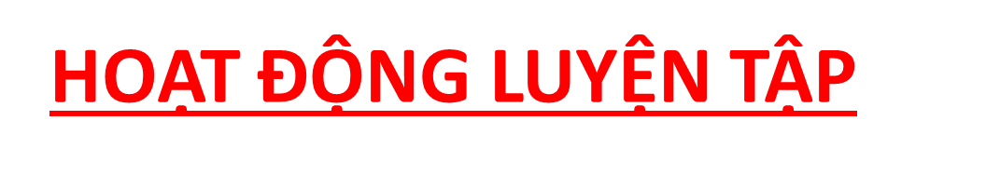 HOẠT ĐỘNG LUYỆN TẬP